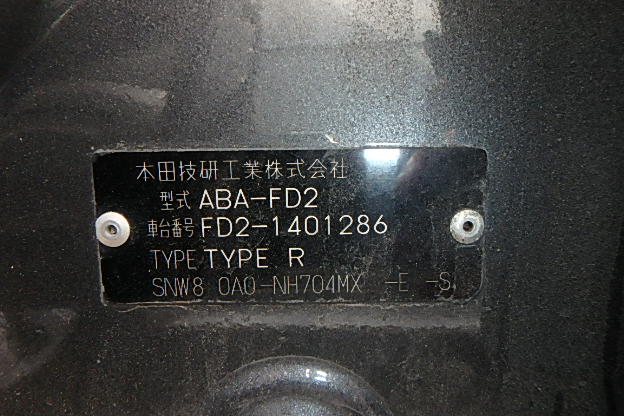 本田技研工業株式会社
型式 ABA-FD2
車台番号 FD2-1401286
TYPE TYPE R
SNW8 0A0-NH704MX -E -S